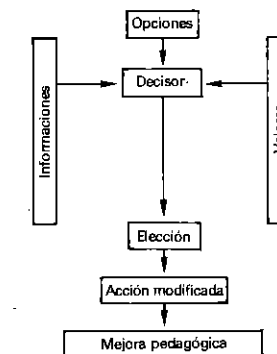 Opciones
Decisor
Informaciones
Elección
Acción modificada
Mejora pedagógica